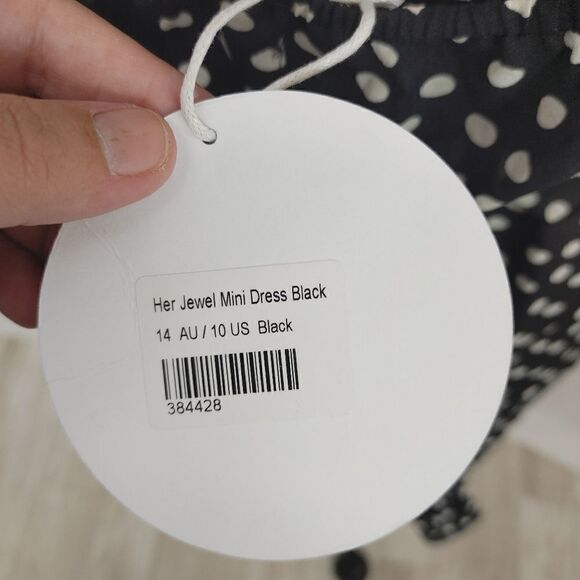 Her Jewel Mini Dress Black
14 AU / 10 US Black
384428